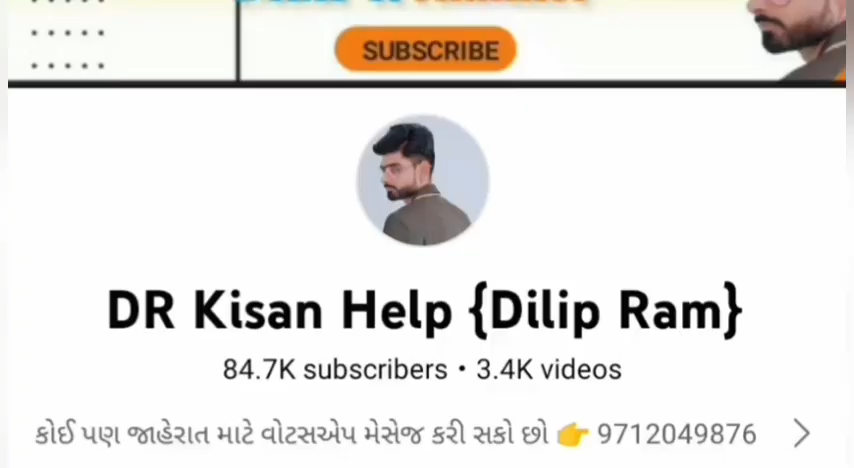 SUBSCRIBE
DR Kisan Help {Dilip Ram}
84.7K subscribers • 3.4K videos
કોઈ પણ જાહેરાત માટે વોટસએપ મેસેજ કરી સકો છો 👉 9712049876